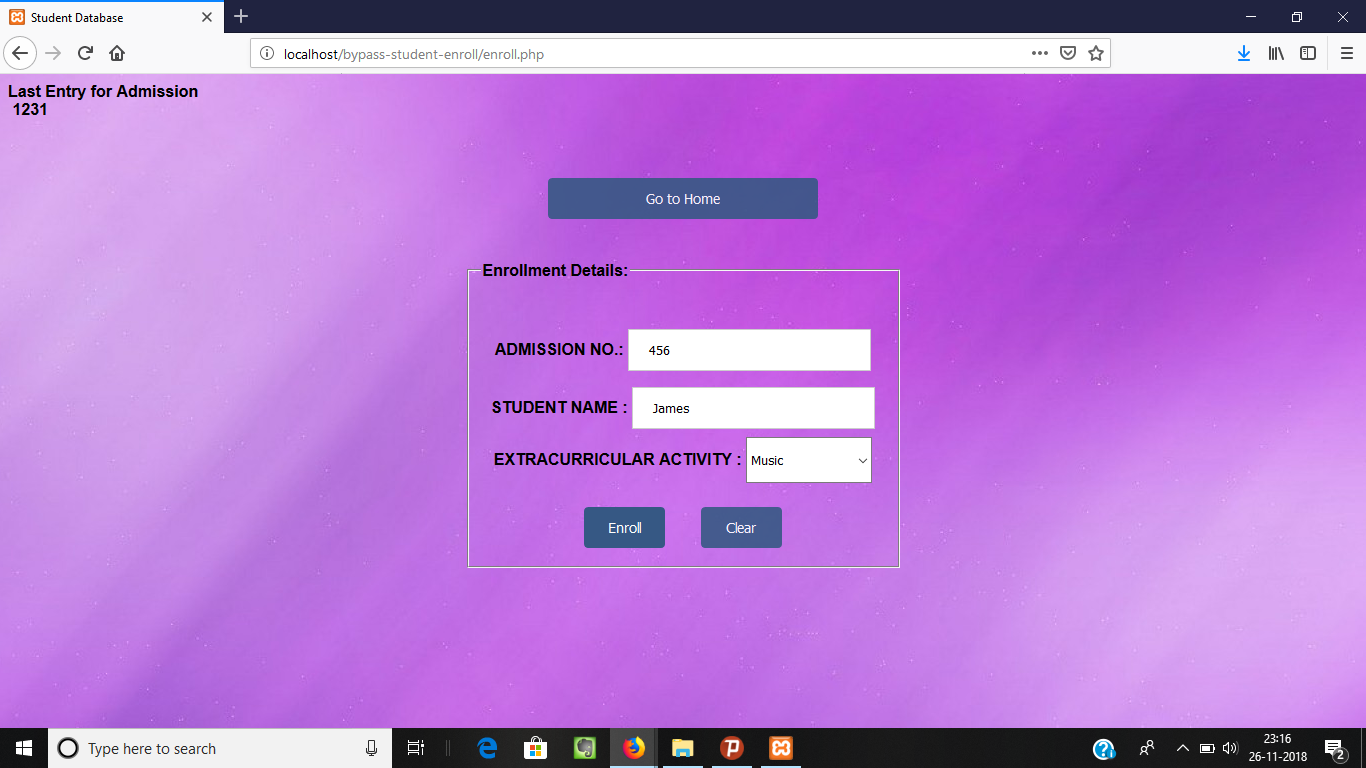 Student Database
localhost/bypass-student-enroll/enroll.php
Last Entry for Admission
1231
Go to Home
Enrollment Details:
ADMISSION NO.: 456
STUDENT NAME : James
EXTRACURRICULAR ACTIVITY : Music
Enroll Clear
Type here to search
23:16
26-11-2018
2